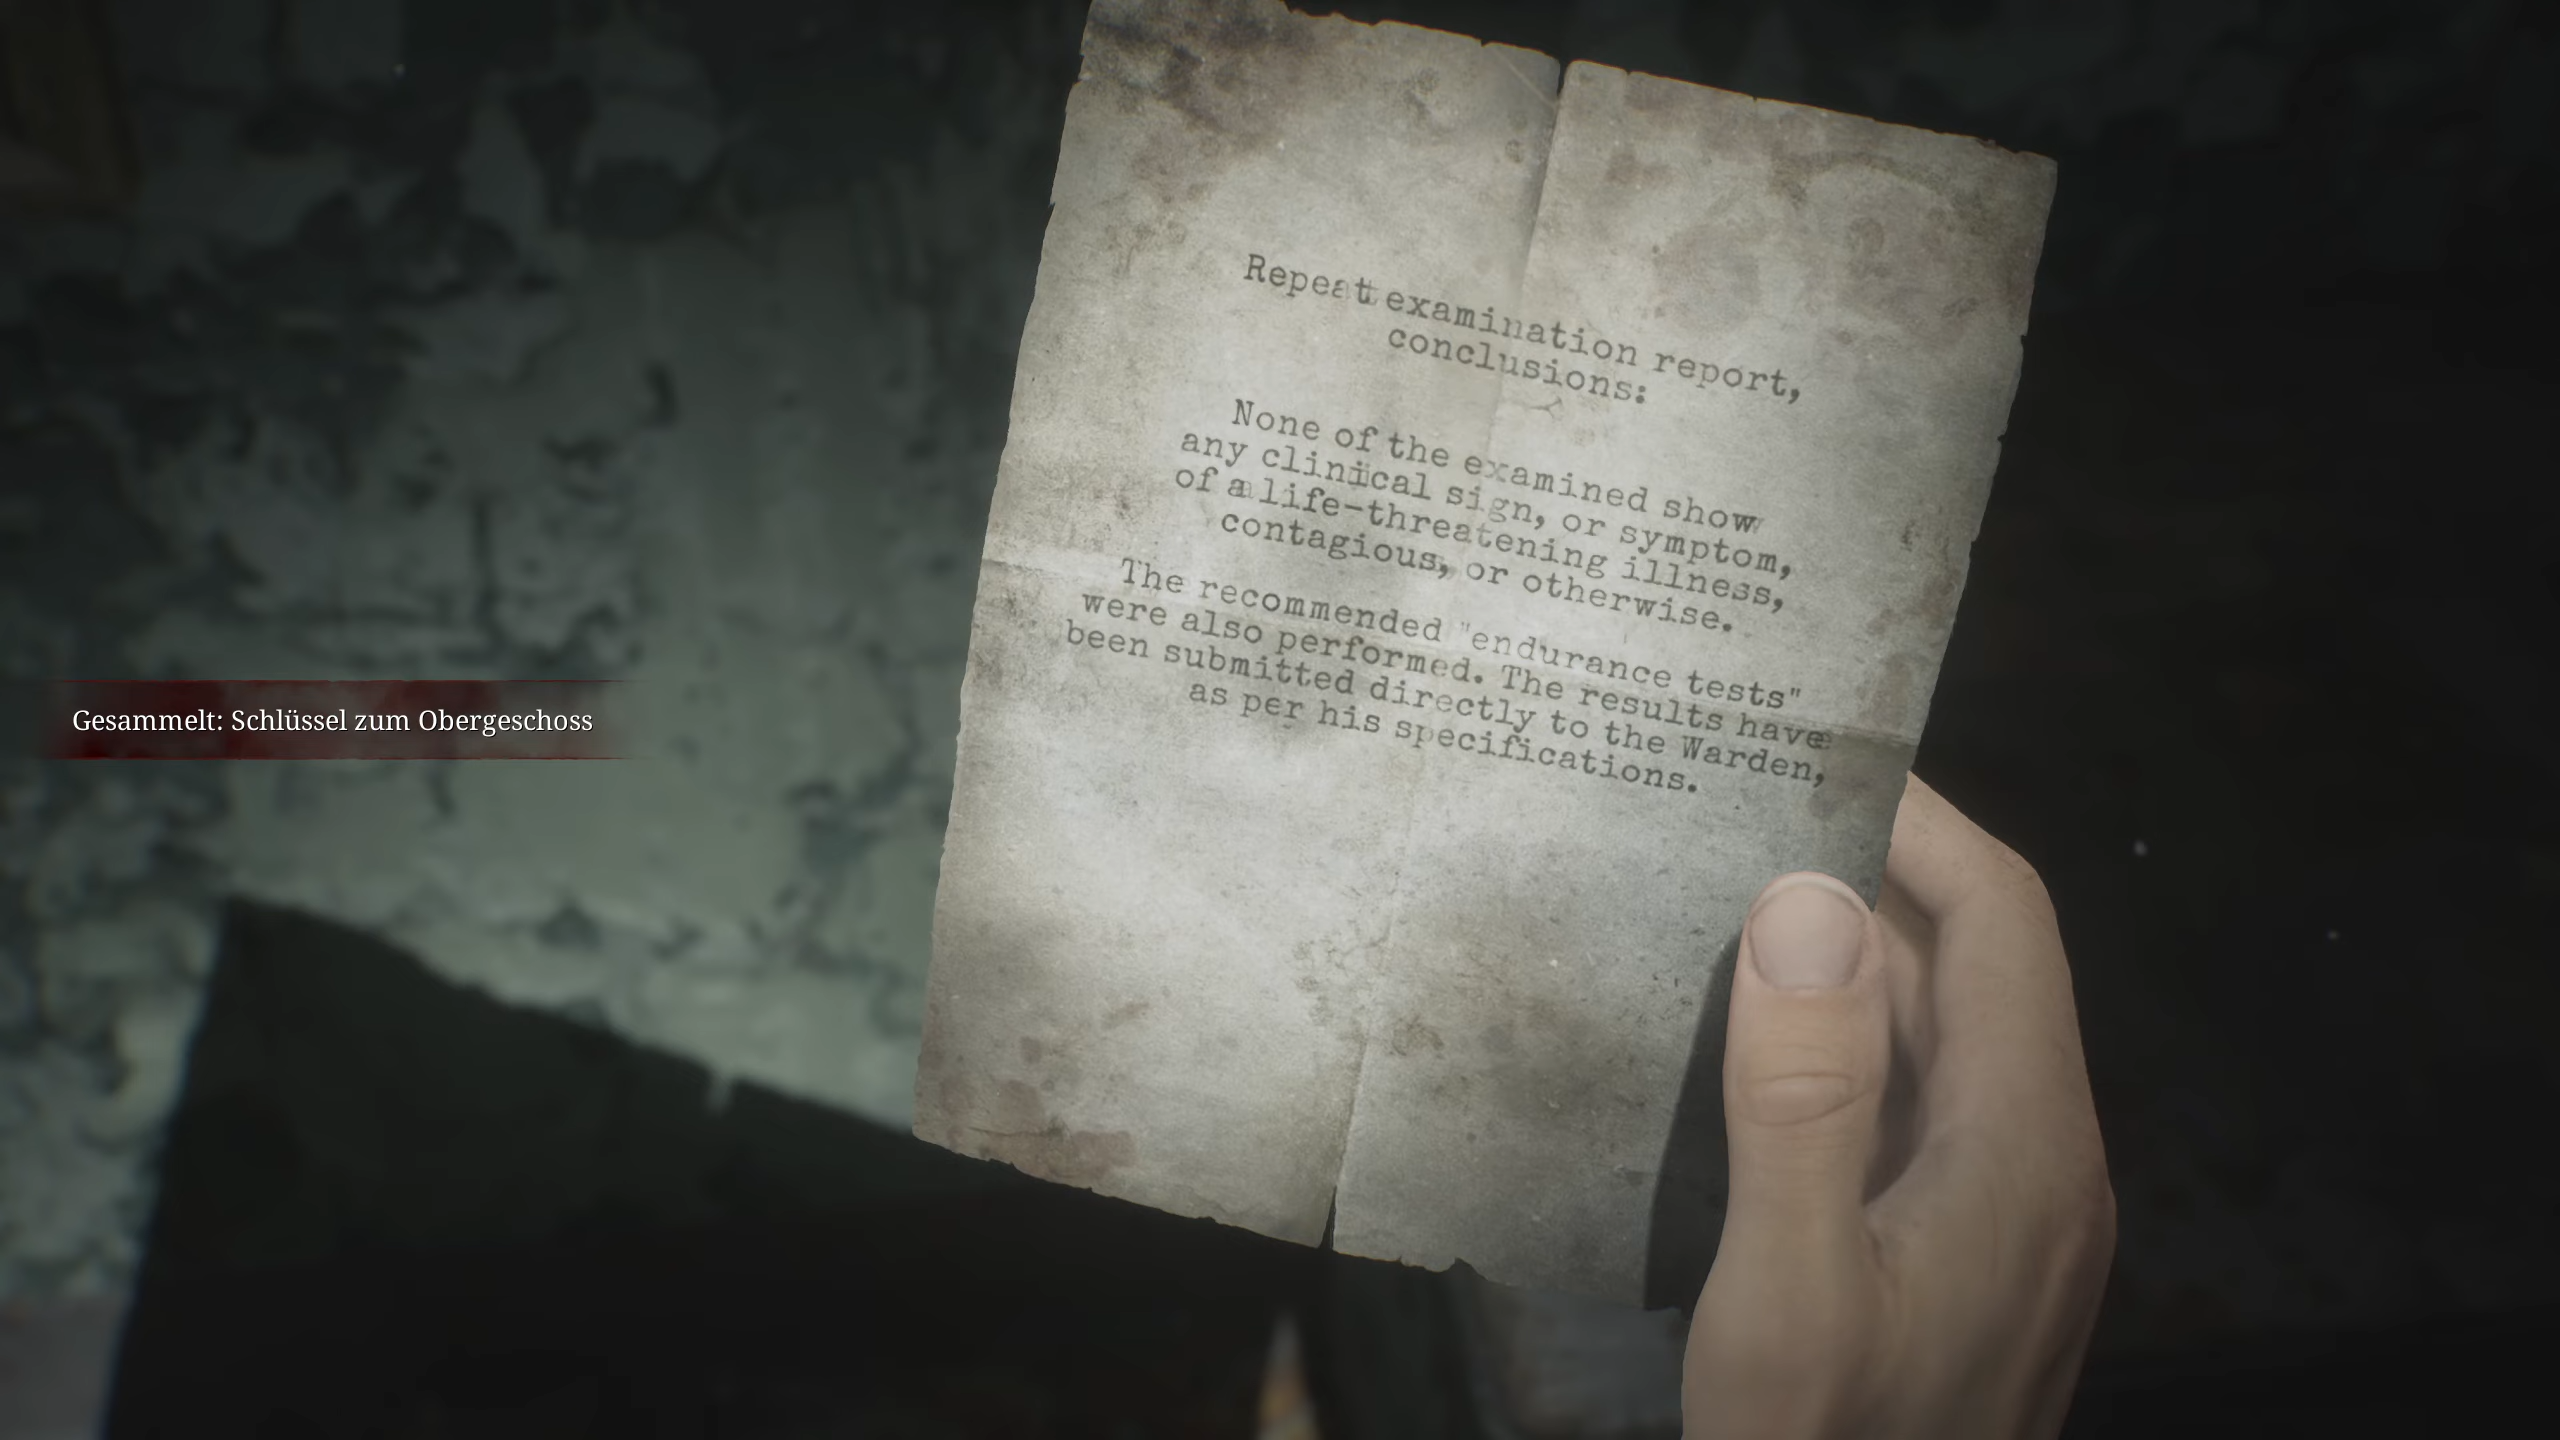 Repeat examination report,
conclusions:
None of the examined show
any clinical sign, or symptom,
of a life-threatening illness,
contagious, or otherwise.
The recommended "endurance tests"
were also performed. The results have
been submitted directly to the Warden,
as per his specifications.
Gesammelt: Schlüssel zum Obergeschoss